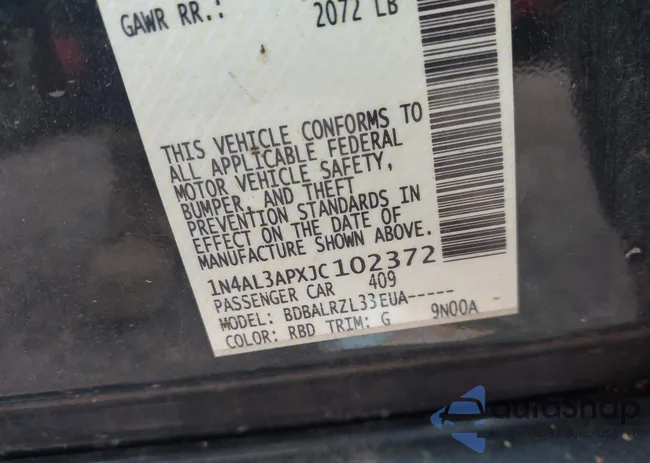 GAWR RR.:
2072 LB
THIS VEHICLE CONFORMS TO
ALL APPLICABLE FEDERAL
MOTOR VEHICLE SAFETY,
BUMPER, AND THEFT
PREVENTION STANDARDS IN
EFFECT ON THE DATE OF
MANUFACTURE SHOWN ABOVE.
1N4AL3APXJC102372
PASSENGER CAR 409
MODEL: BDBALRZL33EUA-----
COLOR: RBD TRIM: G 9N00A
autoShap